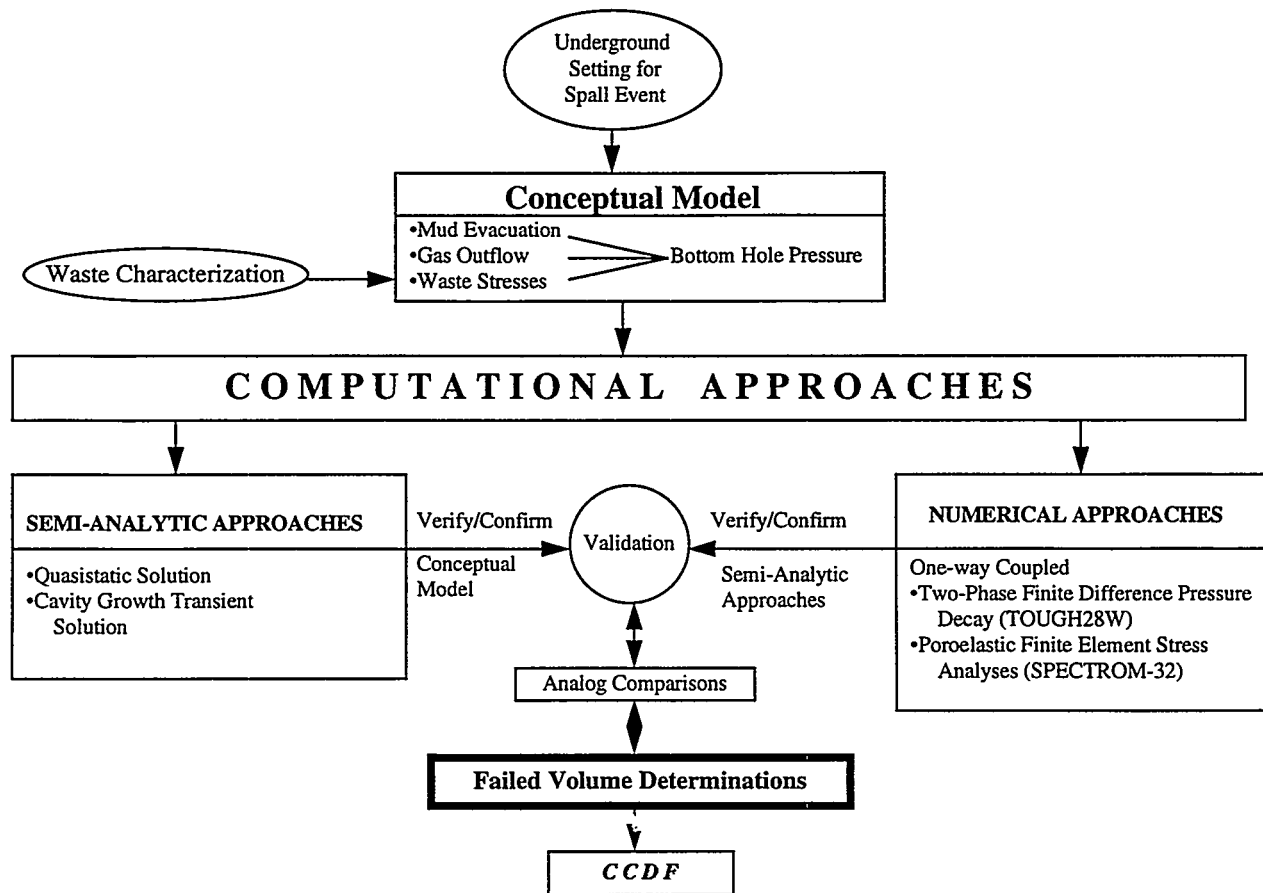 Underground
Setting for
Spall Event
Conceptual Model
•Mud Evacuation
•Gas Outflow
•Waste Stresses
Bottom Hole Pressure
Waste Characterization
COMPUTATIONAL APPROACHES
SEMI-ANALYTIC APPROACHES
•Quasistatic Solution
•Cavity Growth Transient
Solution
Verify/Confirm
Conceptual
Model
Validation
Verify/Confirm
Semi-Analytic
Approaches
NUMERICAL APPROACHES
One-way Coupled
•Two-Phase Finite Difference Pressure
Decay (TOUGH28W)
•Poroelastic Finite Element Stress
Analyses (SPECTROM-32)
Analog Comparisons
Failed Volume Determinations
CCDF